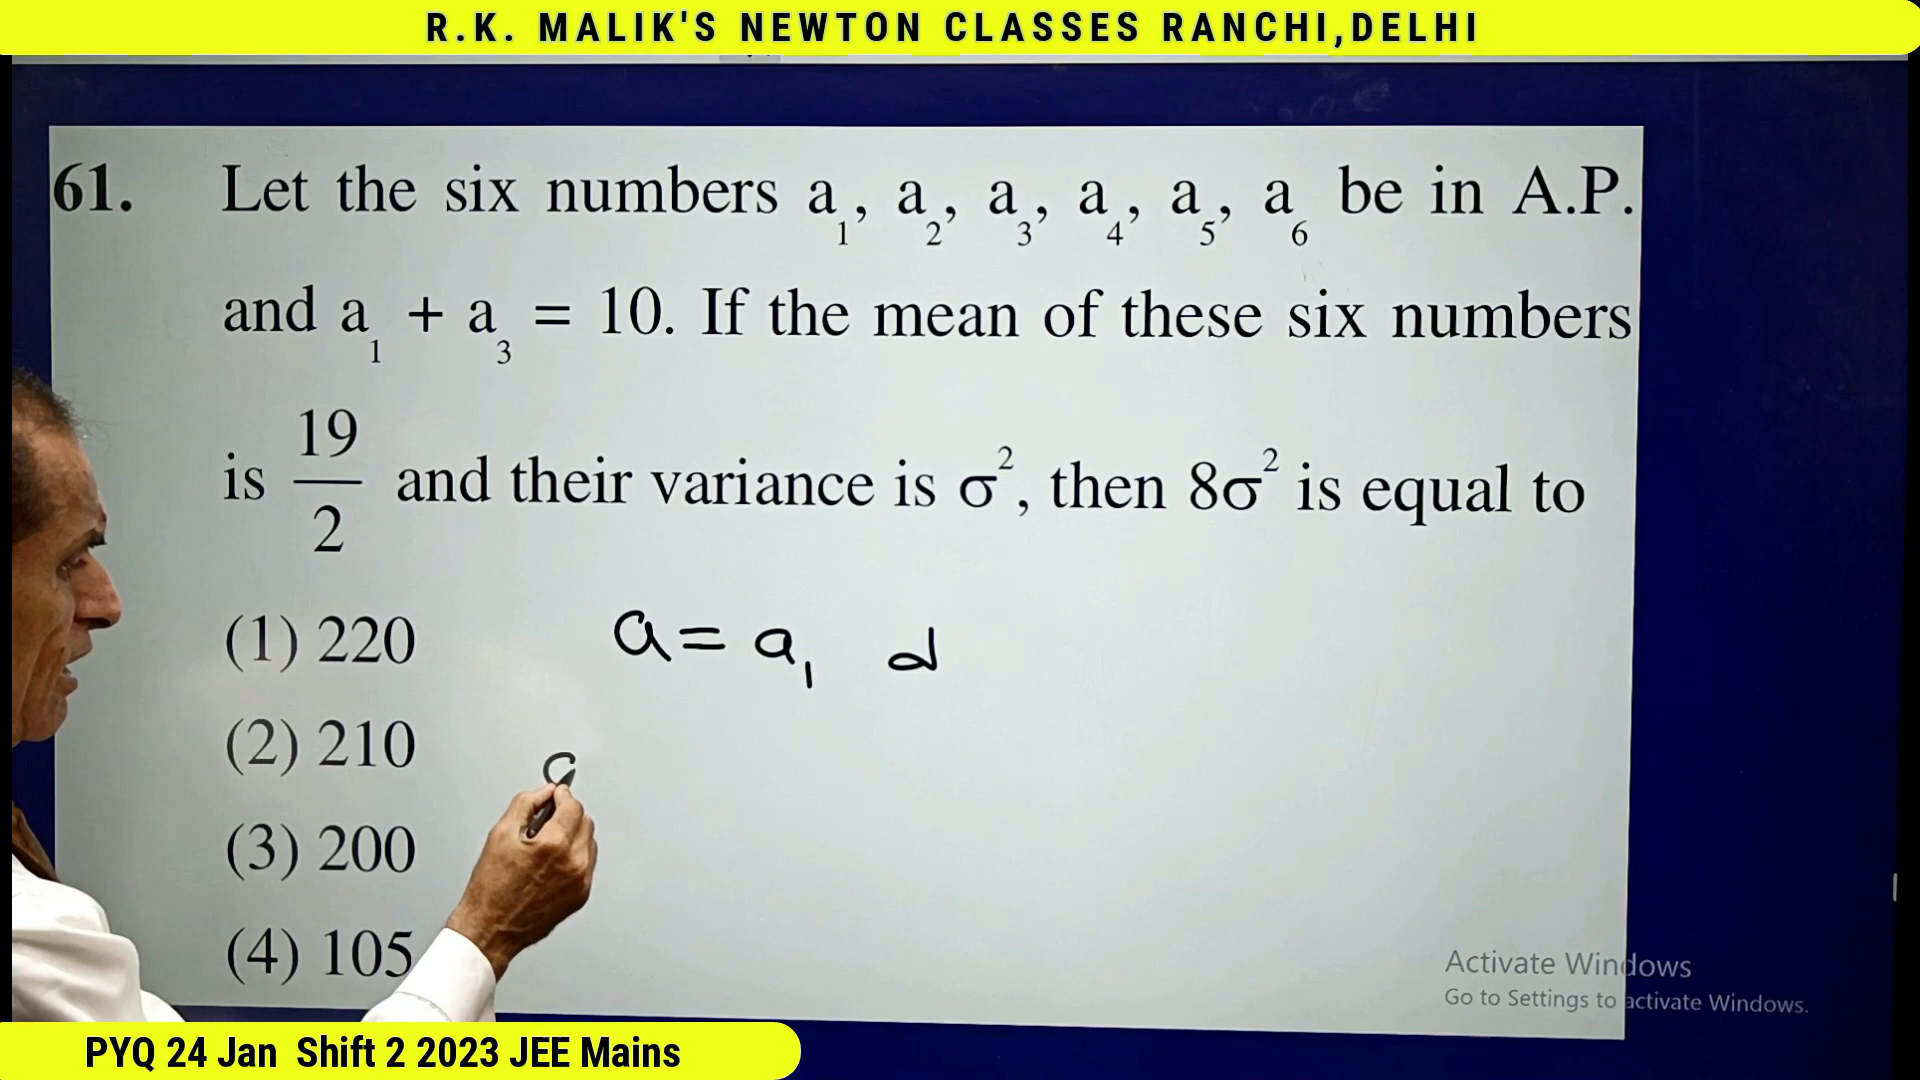 R.K. MALIK'S NEWTON CLASSES RANCHI,DELHI
61. Let the six numbers a₁, a₂, a₃, a₄, a₅, a₆ be in A.P.
and a₁ + a₃ = 10. If the mean of these six numbers
is 19/2 and their variance is σ², then 8σ² is equal to
(1) 220
a = a₁ d
(2) 210
(3) 200
(4) 105
Activate Windows
Go to Settings to activate Windows.
PYQ 24 Jan Shift 2 2023 JEE Mains